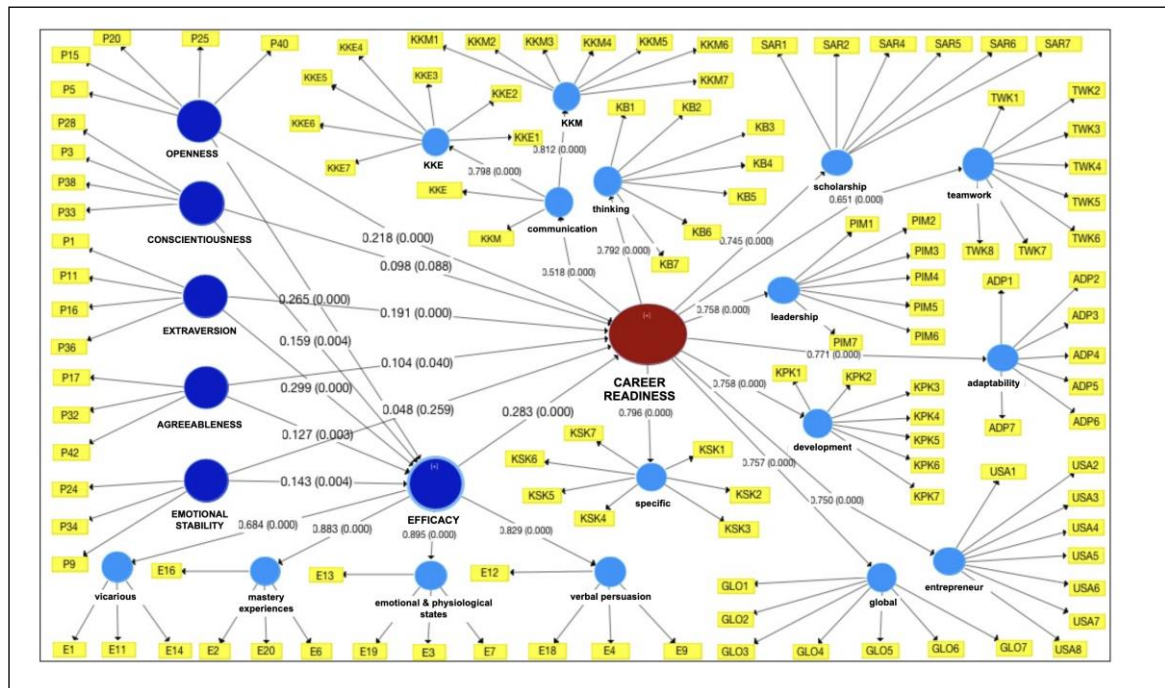 P20
P25
P40
P15
P5
OPENNESS
P28
P3
P38
P33
CONSCIENTIOUSNESS
P1
P11
P16
P36
EXTRAVERSION
P17
P32
P42
AGREEABLENESS
P24
P34
P9
EMOTIONAL
STABILITY
KKE4
KKE3
KKE5
KKE2
KKE6
KKE1
KKE7
KKE
KKM1
KKM2
KKM3
KKM4
KKM5
KKM6
KKM7
KKM
0.812 (0.000)
0.798 (0.000)
KKE
KKM
communication
0.518 (0.000)
KB1
KB2
KB3
KB4
KB5
KB6
KB7
thinking
0.792 (0.000)
SAR1
SAR2
SAR4
SAR5
SAR6
SAR7
scholarship
0.745 (0.000)
0.651 (0.000)
TWK1
TWK2
TWK3
TWK4
TWK5
TWK6
TWK7
TWK8
teamwork
PIM1
PIM2
PIM3
PIM4
PIM5
PIM6
PIM7
leadership
0.758 (0.000)
0.771 (0.000)
ADP1
ADP2
ADP3
ADP4
ADP5
ADP6
ADP7
adaptability
0.218 (0.000)
0.098 (0.088)
0.265 (0.000)
0.191 (0.000)
0.159 (0.004)
0.104 (0.040)
0.299 (0.000)
0.048 (0.259)
0.283 (0.000)
0.127 (0.003)
0.143 (0.004)
[+]
CAREER
READINESS
0.796 (0.000)
0.758 (0.000)
0.757 (0.000)
0.750 (0.000)
KPK1
KPK2
KPK3
KPK4
KPK5
KPK6
KPK7
development
KSK7
KSK6
KSK5
KSK4
KSK1
KSK2
KSK3
specific
[+]
EFFICACY
0.684 (0.000)
0.883 (0.000)
0.895 (0.000)
0.829 (0.000)
vicarious
E1
E11
E14
E16
mastery
experiences
E2
E20
E6
E13
emotional & physiological
states
E19
E3
E7
E12
verbal persuasion
E18
E4
E9
GLO1
GLO2
GLO3
GLO4
GLO5
GLO6
GLO7
global
USA1
USA2
USA3
USA4
USA5
USA6
USA7
USA8
entrepreneur